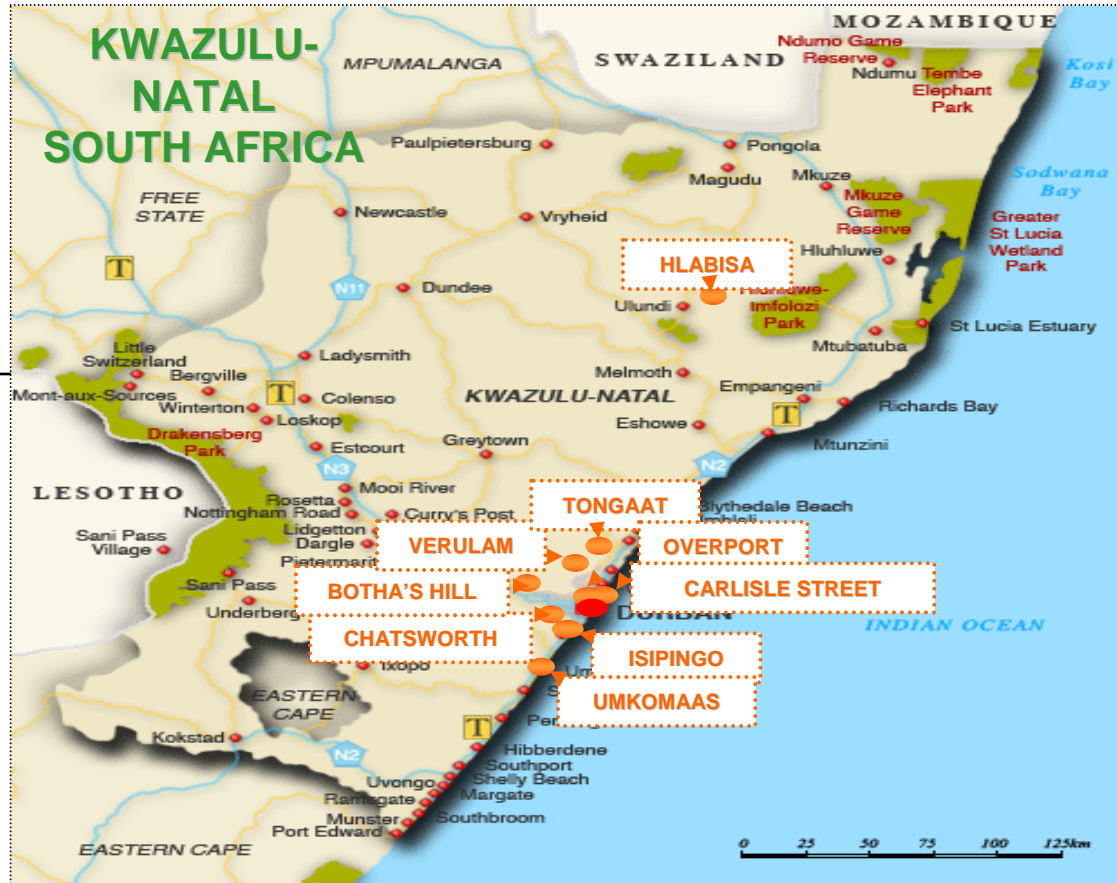 KWAZULU-
NATAL
SOUTH AFRICA
MOZAMBIQUE
SWAZILAND
MPUMALANGA
Ndumo Game
Reserve
Ndumu
Tembe
Elephant
Park
Kosi
Bay
Paulpietersburg
Pongola
Magudu
Mkuze
Sodwana
Bay
FREE
STATE
Newcastle
Vryheid
Mkuze
Game
Reserve
Greater
St Lucia
Wetland
Park
HLABISA
Hluhluwe
T
N11
Dundee
Ulundi
Imfolozi
Park
St Lucia Estuary
Mtubatuba
Little
Switzerland
Ladysmith
Bergville
Melmoth
Mont-aux-Sources
T
Colenso
KWAZULU-NATAL
Empangeni
Richards Bay
Winterton
Loskop
T
Drakensberg
Park
Estcourt
Greytown
Eshowe
Mtunzini
N3
N2
LESOTHO
Mooi River
Rosetta
Nottingham Road
Curry's Post
TONGAAT
Blythedale Beach
Sani Pass
Village
Lidgetton
Dargle
VERULAM
OVERPORT
Sani Pass
BOTHA'S HILL
CARLISLE STREET
DURBAN
INDIAN OCEAN
CHATSWORTH
ISIPINGO
Ixopo
EASTERN
CAPE
UMKOMAAS
Kokstad
T
N2
Hibberdene
Southport
Uvongo
Shelly Beach
Ramsgate
Margate
Munster
Southbroom
Port Edward
EASTERN CAPE
0 25 50 75 100 125km